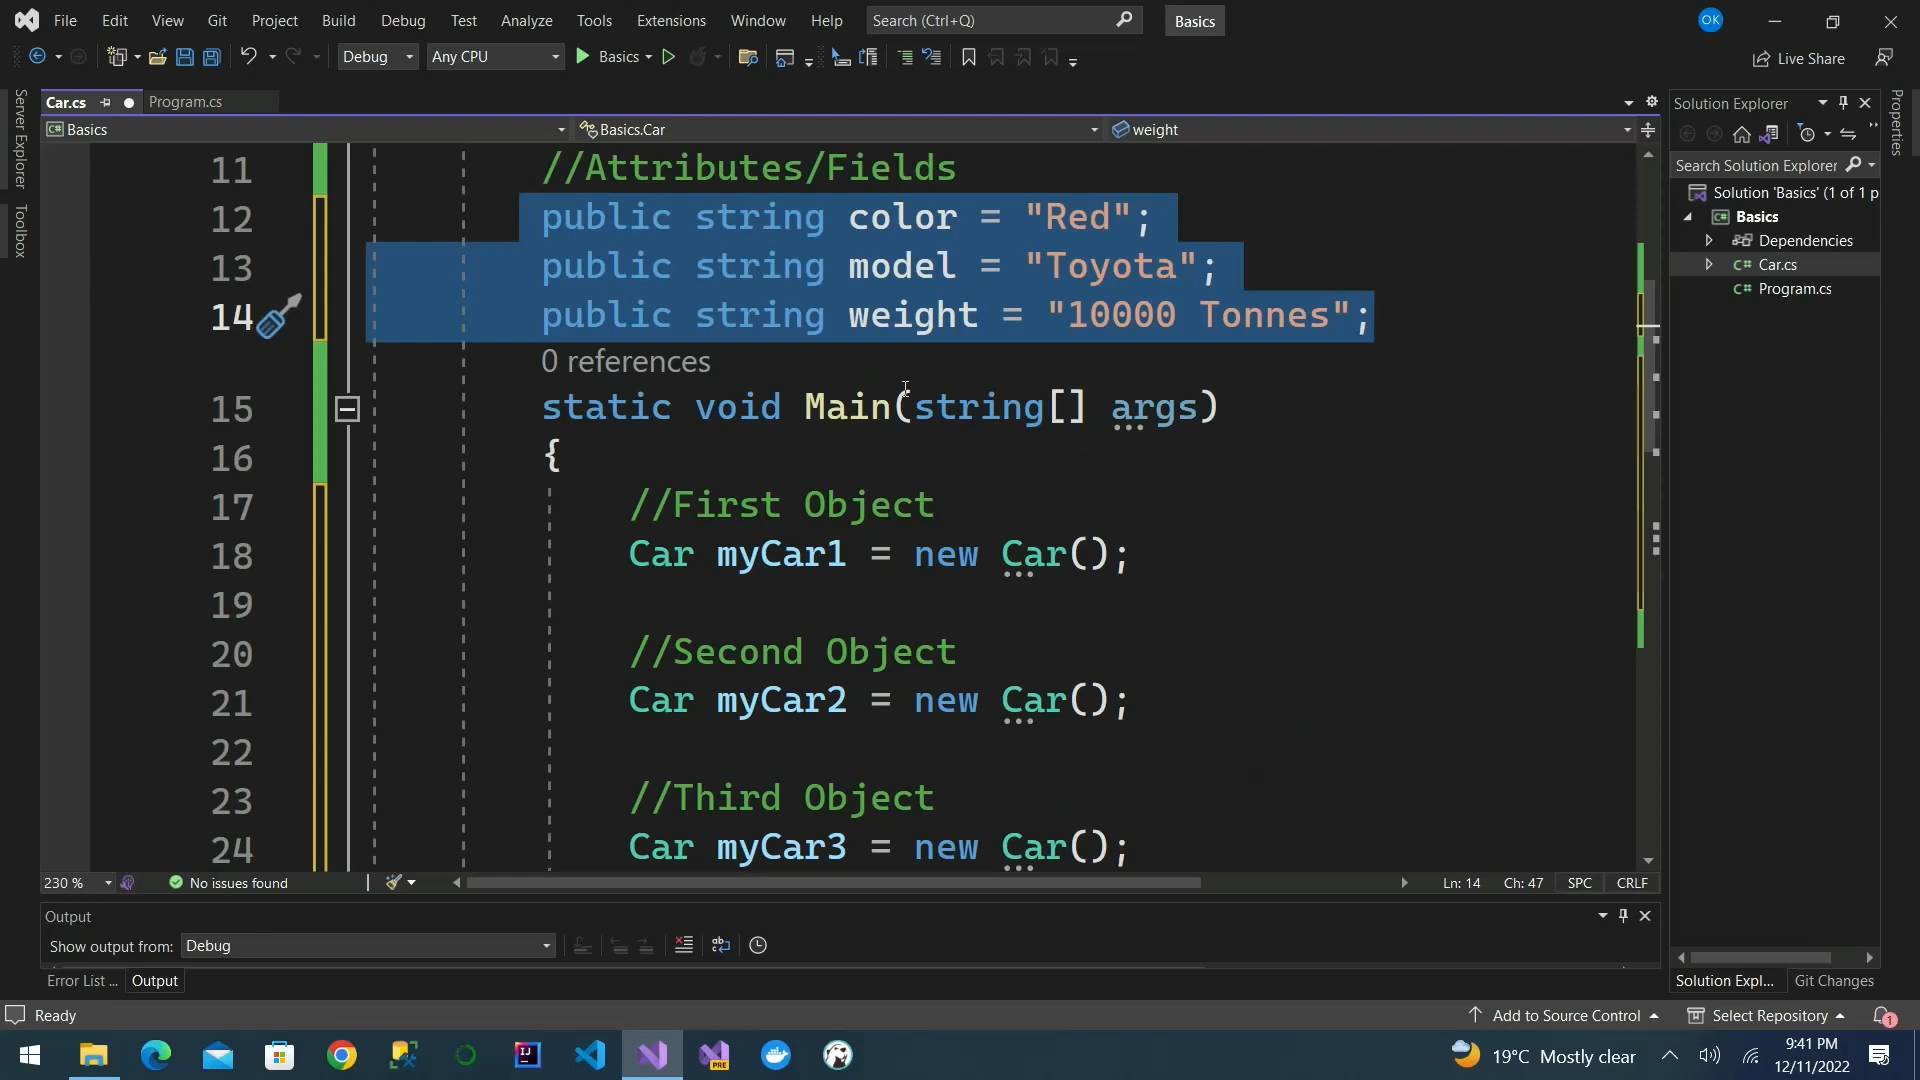 File Edit View Git Project Build Debug Test Analyze Tools Extensions Window Help Search (Ctrl+Q) Basics OK
Debug Any CPU Basics Live Share
Server Explorer
Toolbox
Car.cs Program.cs
Basics Basics.Car weight
11 //Attributes/Fields
12 public string color = "Red";
13 public string model = "Toyota";
14 public string weight = "10000 Tonnes";
0 references
15 static void Main(string[] args)
16 {
17 //First Object
18 Car myCar1 = new Car();
19
20 //Second Object
21 Car myCar2 = new Car();
22
23 //Third Object
24 Car myCar3 = new Car();
230 % No issues found Ln: 14 Ch: 47 SPC CRLF
Output
Show output from: Debug
Error List ... Output
Solution Explorer
Search Solution Explorer
Solution 'Basics' (1 of 1 p
C# Basics
Dependencies
C# Car.cs
C# Program.cs
Solution Expl... Git Changes
Properties
Ready Add to Source Control Select Repository 1
19°C Mostly clear 9:41 PM
12/11/2022